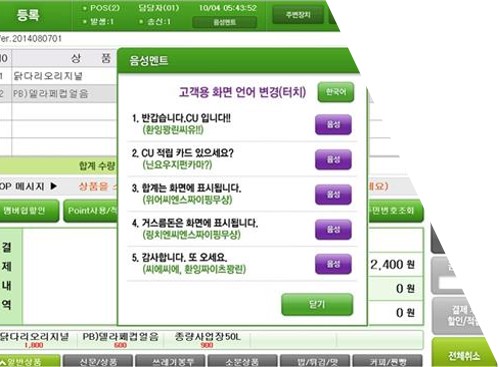 등록
POS(2)
담당자(0/)
10/04 05:43:52
발생:1
송신:1
음성멘트
주변장치
ver.2014080701
상 품
닭다리오리지널
PB)델라페컵얼음
합계 수량
OP 메시지 ▶
상품을
멤버쉽할인
Point사용/적
번호조회
음성멘트
고객용 화면 언어 변경(터치)
한국어
1. 반갑습니다.CU 입니다!!
(환잉꽝린씨유!!)
음성
2. CU 적립 카드 있으세요?
(닌요우지펀카마?)
음성
3. 합계는 화면에 표시됩니다.
(위어씨엔스파이핑무상)
음성
4. 거스름돈은 화면에 표시됩니다.
(링치엔씨엔스파이핑무상)
음성
5. 감사합니다. 또 오세요.
(씨에씨에, 환잉짜이츠꽝린)
음성
닫기
결
제
내
역
2,400 원
0 원
0 원
닭다리오리지널
PB)델라페컵얼음
종량사업장50L
1,800
600
900
일반상품
신문/상품
쓰레기봉투
소분상품
밥/튀김/맛
커피/찐빵
결제
할인/적
전체취소